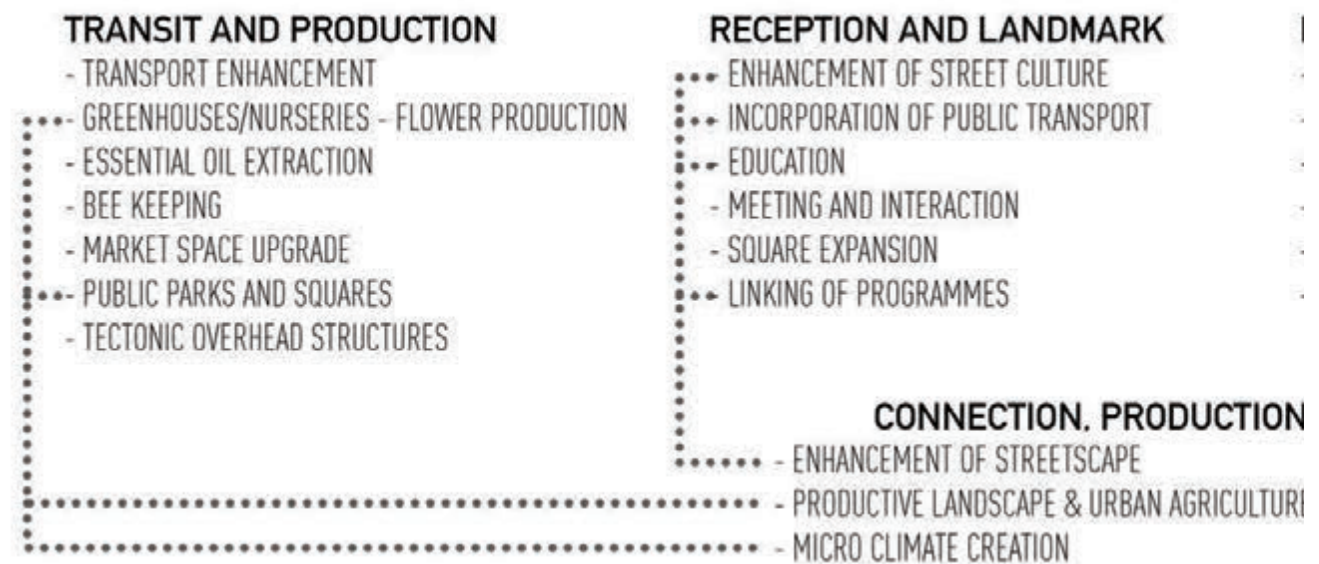 TRANSIT AND PRODUCTION
- TRANSPORT ENHANCEMENT
- GREENHOUSES/NURSERIES - FLOWER PRODUCTION
- ESSENTIAL OIL EXTRACTION
- BEE KEEPING
- MARKET SPACE UPGRADE
- PUBLIC PARKS AND SQUARES
- TECTONIC OVERHEAD STRUCTURES
RECEPTION AND LANDMARK
- ENHANCEMENT OF STREET CULTURE
- INCORPORATION OF PUBLIC TRANSPORT
- EDUCATION
- MEETING AND INTERACTION
- SQUARE EXPANSION
- LINKING OF PROGRAMMES
CONNECTION, PRODUCTION
- ENHANCEMENT OF STREETSCAPE
- PRODUCTIVE LANDSCAPE & URBAN AGRICULTURE
- MICRO CLIMATE CREATION